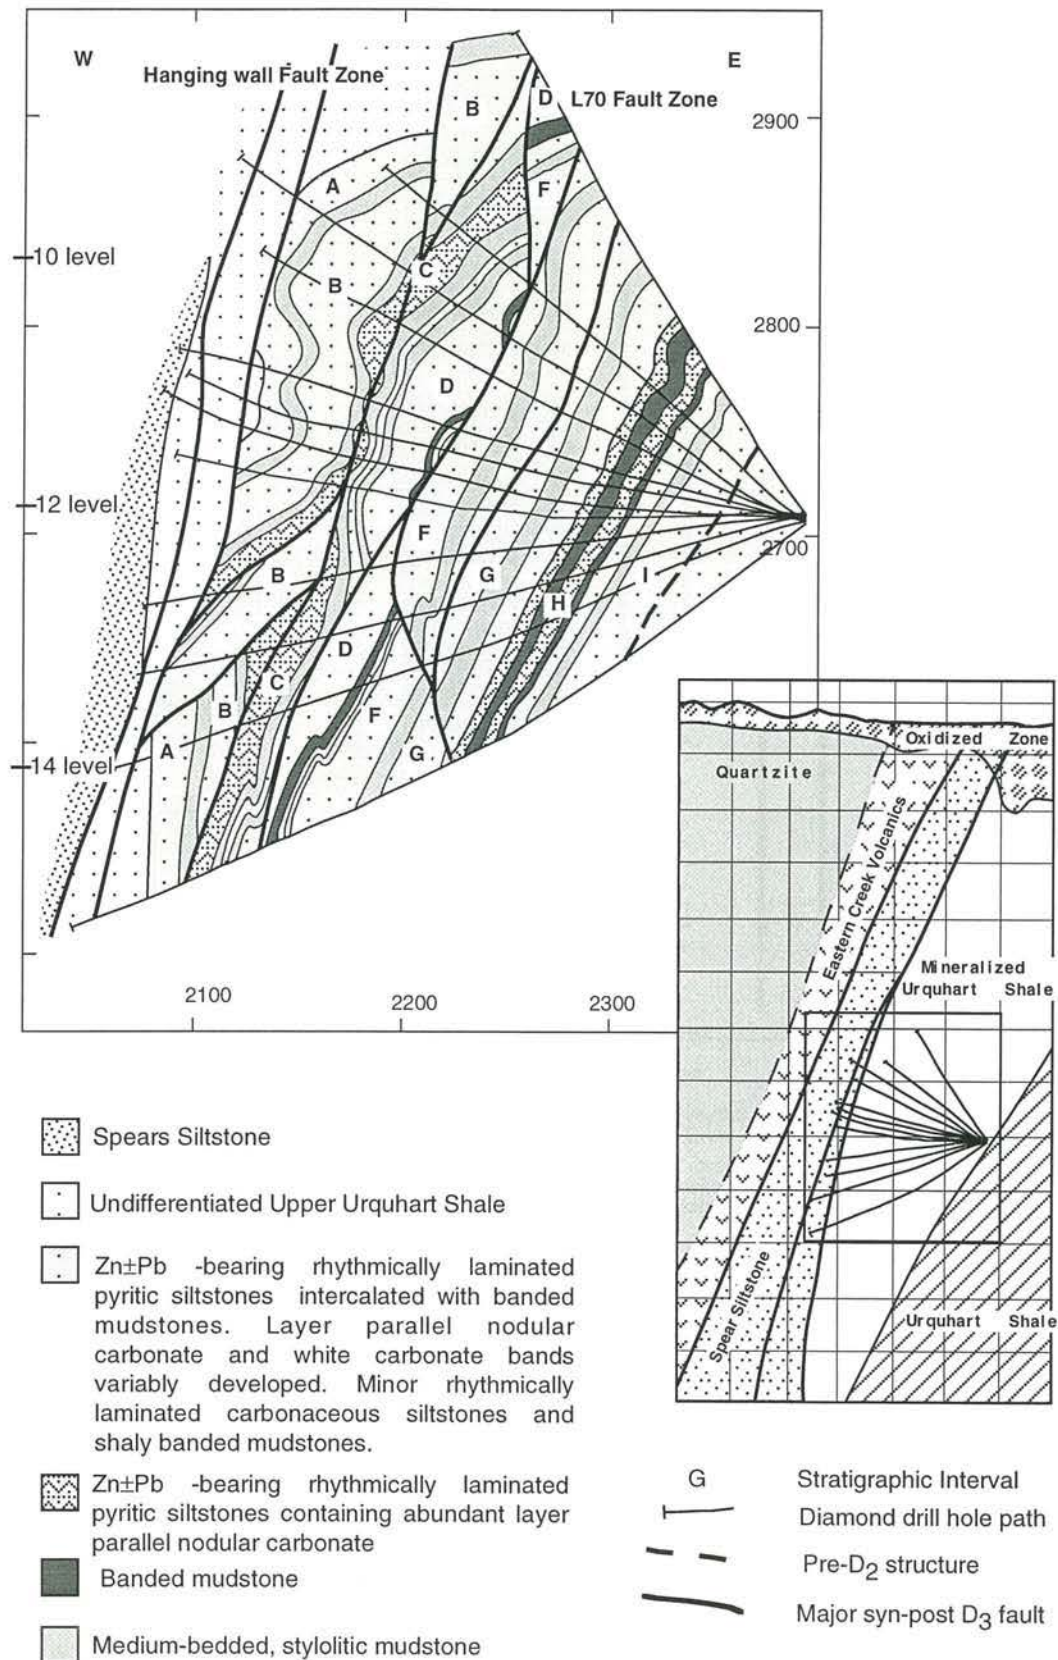 W
E
Hanging wall Fault Zone
L70 Fault Zone
B
D
2900
A
F
10 level
C
B
2800
D
12 level
2700
F
B
G
I
H
D
C
B
F
A
G
14 level
2100
2200
2300
Oxidized Zone
Quartzite
Eastern Creek Volcanics
Mineralized
Urquhart Shale
Spear Siltstone
Urquhart Shale
Spears Siltstone
Undifferentiated Upper Urquhart Shale
Zn±Pb -bearing rhythmically laminated
pyritic siltstones intercalated with banded
mudstones. Layer parallel nodular
carbonate and white carbonate bands
variably developed. Minor rhythmically
laminated carbonaceous siltstones and
shaly banded mudstones.
Zn±Pb -bearing rhythmically laminated
pyritic siltstones containing abundant layer
parallel nodular carbonate
Banded mudstone
Medium-bedded, stylolitic mudstone
G Stratigraphic Interval
Diamond drill hole path
Pre-D2 structure
Major syn-post D3 fault